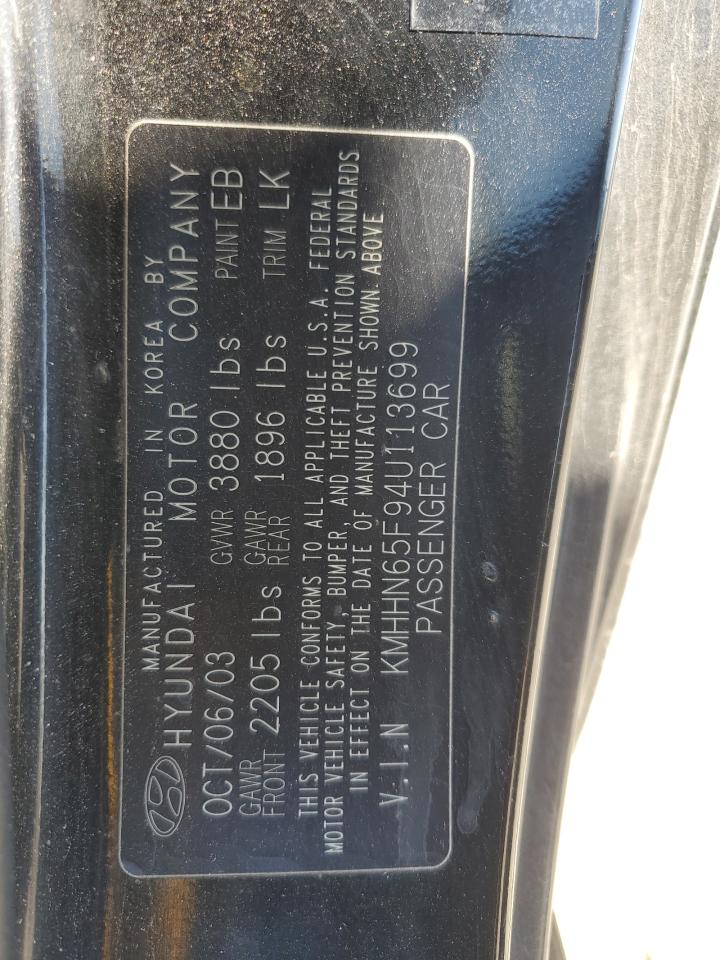 MANUFACTURED IN KOREA BY
HYUNDAI MOTOR COMPANY
OCT/06/03 GVWR 3880 lbs PAINT EB
GAWR FRONT 2205 lbs GAWR REAR 1896 lbs TRIM LK
THIS VEHICLE CONFORMS TO ALL APPLICABLE U.S.A. FEDERAL
MOTOR VEHICLE SAFETY, BUMPER, AND THEFT PREVENTION STANDARDS
IN EFFECT ON THE DATE OF MANUFACTURE SHOWN ABOVE
V.I.N KMHHN65F94U113699
PASSENGER CAR